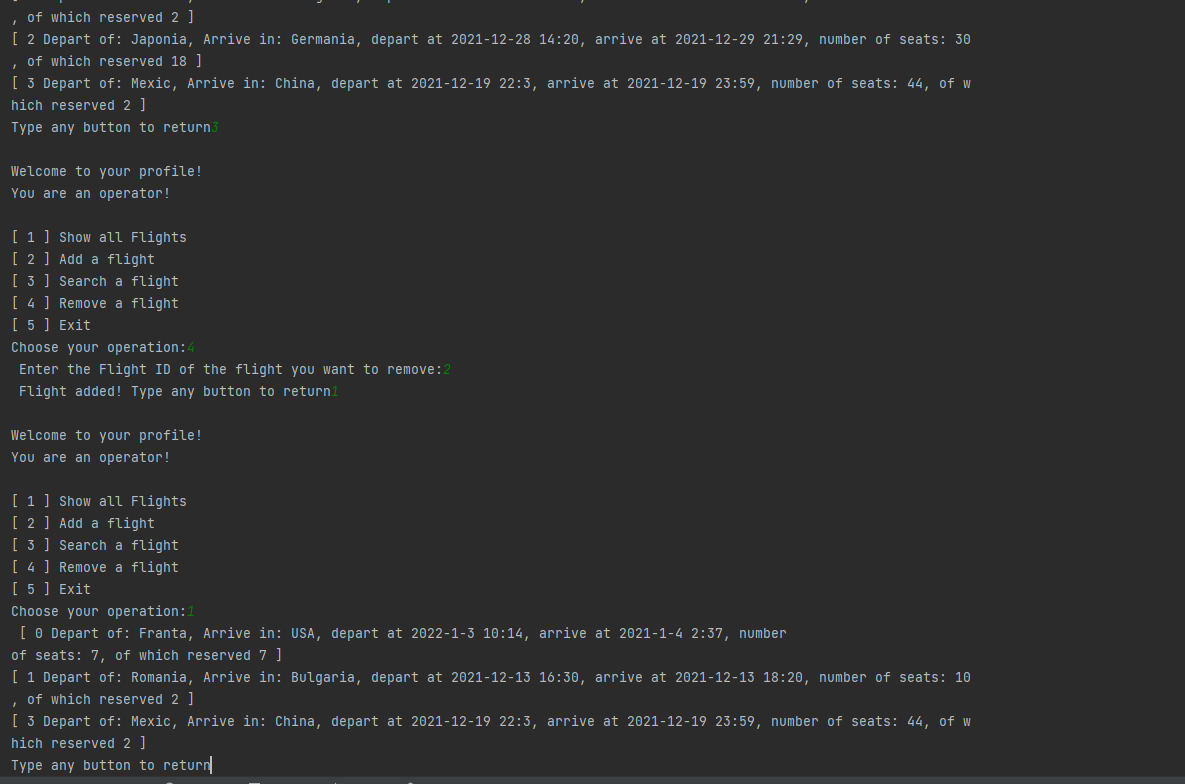 , of which reserved 2 ]
[ 2 Depart of: Japonia, Arrive in: Germania, depart at 2021-12-28 14:20, arrive at 2021-12-29 21:29, number of seats: 30
, of which reserved 18 ]
[ 3 Depart of: Mexic, Arrive in: China, depart at 2021-12-19 22:3, arrive at 2021-12-19 23:59, number of seats: 44, of w
hich reserved 2 ]
Type any button to return3
Welcome to your profile!
You are an operator!
[ 1 ] Show all Flights
[ 2 ] Add a flight
[ 3 ] Search a flight
[ 4 ] Remove a flight
[ 5 ] Exit
Choose your operation:4
Enter the Flight ID of the flight you want to remove:2
Flight added! Type any button to return1
Welcome to your profile!
You are an operator!
[ 1 ] Show all Flights
[ 2 ] Add a flight
[ 3 ] Search a flight
[ 4 ] Remove a flight
[ 5 ] Exit
Choose your operation:1
[ 0 Depart of: Franta, Arrive in: USA, depart at 2022-1-3 10:14, arrive at 2021-1-4 2:37, number
of seats: 7, of which reserved 7 ]
[ 1 Depart of: Romania, Arrive in: Bulgaria, depart at 2021-12-13 16:30, arrive at 2021-12-13 18:20, number of seats: 10
, of which reserved 2 ]
[ 3 Depart of: Mexic, Arrive in: China, depart at 2021-12-19 22:3, arrive at 2021-12-19 23:59, number of seats: 44, of w
hich reserved 2 ]
Type any button to return